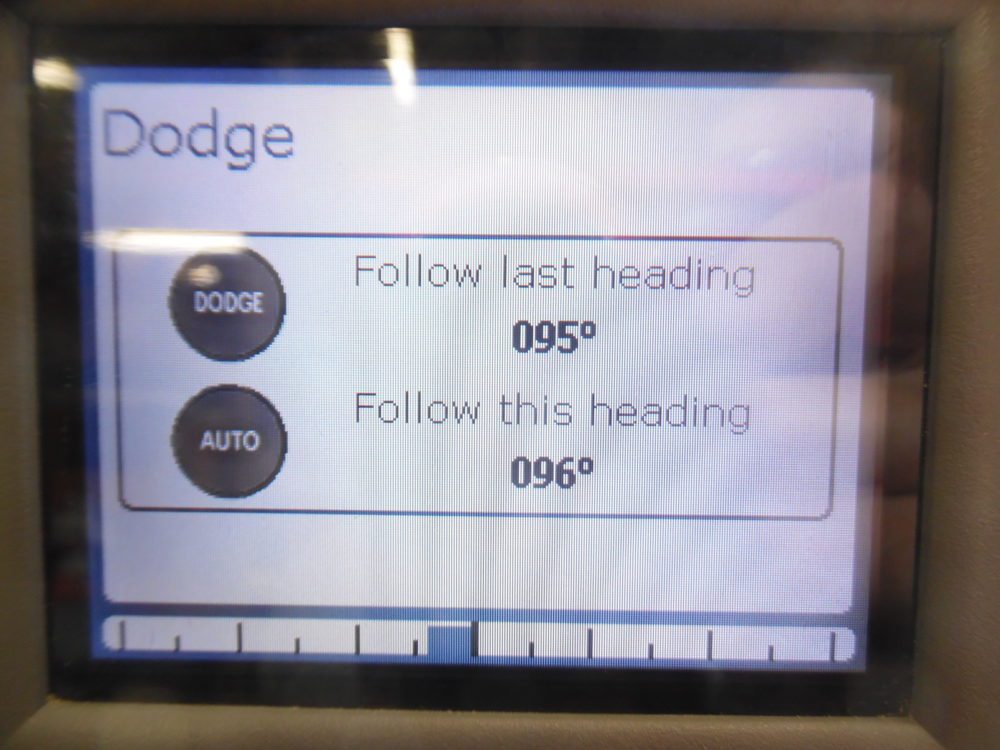 Dodge
DODGE
Follow last heading
095°
AUTO
Follow this heading
096°